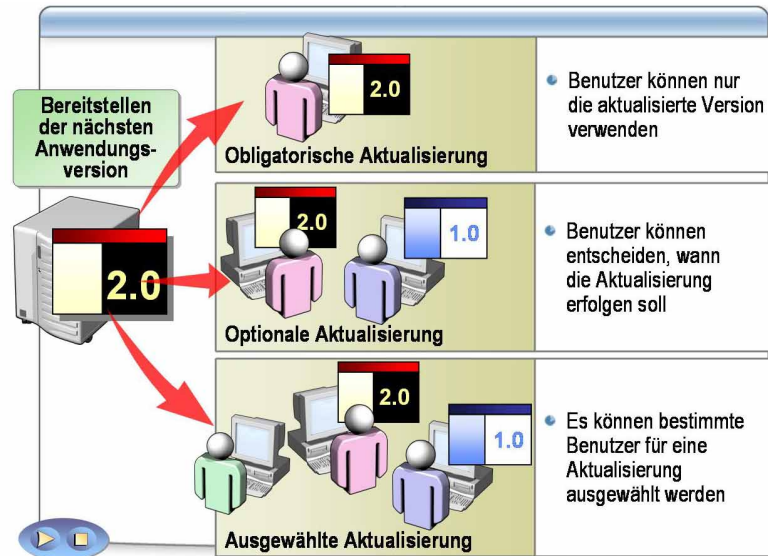 Bereitstellen
der nächsten
Anwendungs-
version
2.0
2.0
Obligatorische Aktualisierung
Benutzer können nur
die aktualisierte Version
verwenden
2.0
1.0
Optionale Aktualisierung
Benutzer können
entscheiden, wann
die Aktualisierung
erfolgen soll
2.0
1.0
Ausgewählte Aktualisierung
Es können bestimmte
Benutzer für eine
Aktualisierung
ausgewählt werden